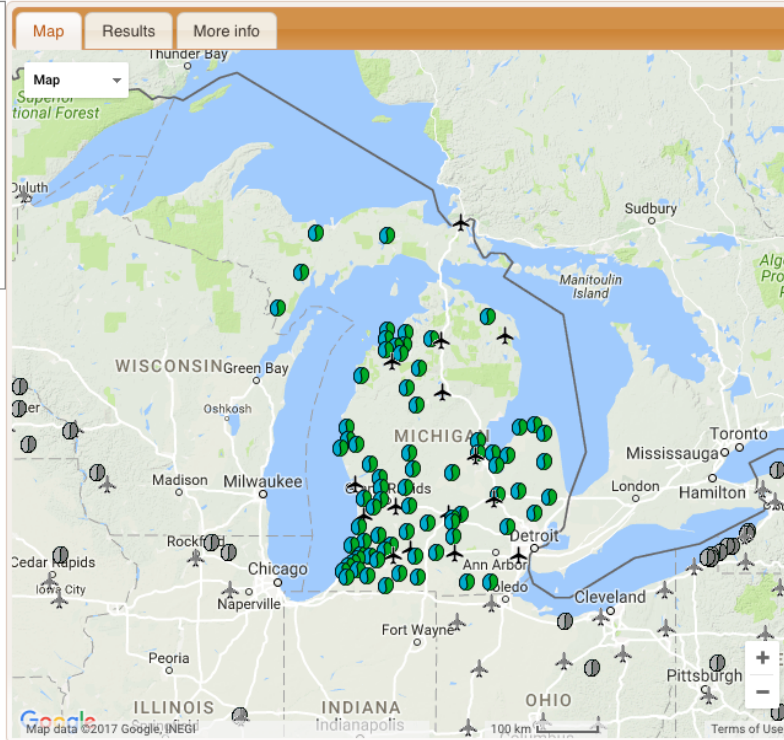 Map Results More info
Thunder Bay
Map
Superior
tional Forest
Duluth
Sudbury
Manitoulin
Island
WISCONSIN
Green Bay
Oshkosh
MICHIGAN
Toronto
Mississauga
Madison
Milwaukee
London
Hamilton
Detroit
Cedar Rapids
Ann Arbor
Iowa City
Chicago
Naperville
Toledo
Cleveland
Fort Wayne
Peoria
Pittsburgh
ILLINOIS
INDIANA
OHIO
Indianapolis
Google
Map data ©2017 Google, INEGI
100 km
Terms of Use